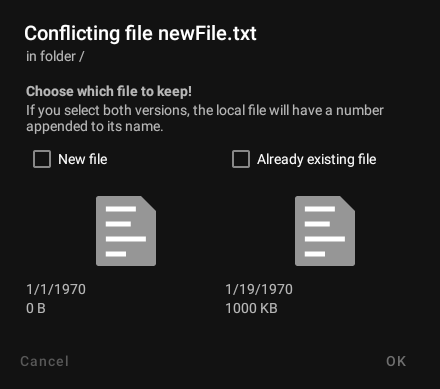 Conflicting file newFile.txt
in folder /
Choose which file to keep!
If you select both versions, the local file will have a number
appended to its name.
New file
Already existing file
1/1/1970
1/19/1970
0 B
1000 KB
Cancel
OK